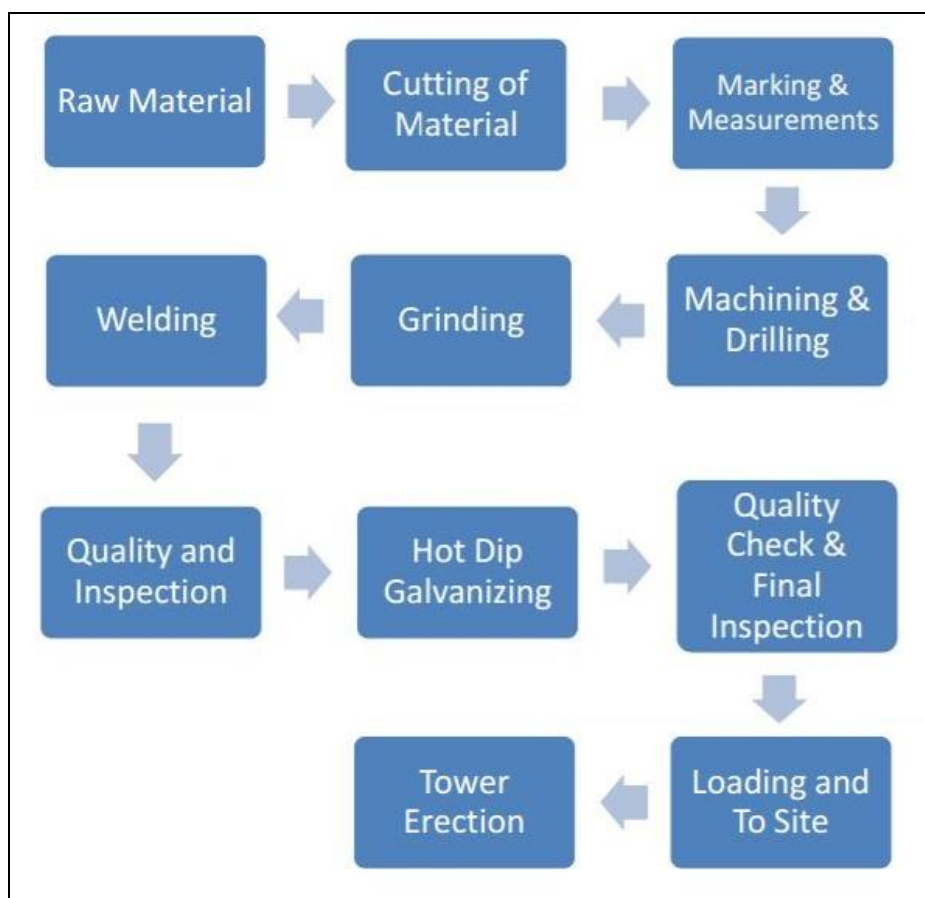 Raw Material
Cutting of
Material
Marking &
Measurements
Machining &
Drilling
Grinding
Welding
Quality and
Inspection
Hot Dip
Galvanizing
Quality
Check &
Final
Inspection
Loading and
To Site
Tower
Erection